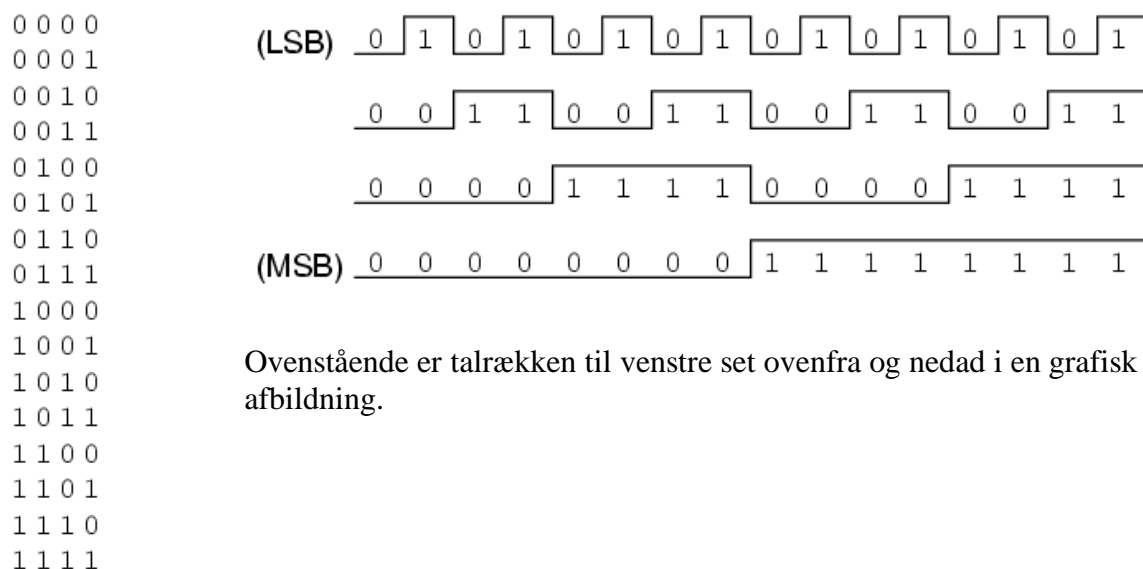 0 0 0 0
0 0 0 1
0 0 1 0
0 0 1 1
0 1 0 0
0 1 0 1
0 1 1 0
0 1 1 1
1 0 0 0
1 0 0 1
1 0 1 0
1 0 1 1
1 1 0 0
1 1 0 1
1 1 1 0
1 1 1 1
(LSB) 0 1 0 1 0 1 0 1 0 1 0 1 0 1 0 1
0 0 1 1 0 0 1 1 0 0 1 1 0 0 1 1
0 0 0 0 1 1 1 1 0 0 0 0 1 1 1 1
(MSB) 0 0 0 0 0 0 0 0 1 1 1 1 1 1 1 1
Ovenstående er talrækken til venstre set ovenfra og nedad i en grafisk
afbildning.